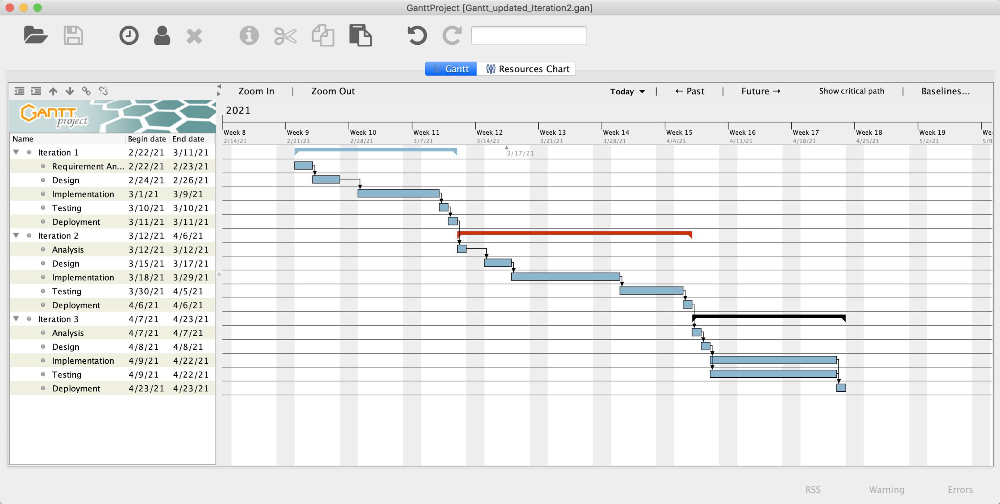 GanttProject [Gantt_updated_Iteration2.gan]
Gantt Resources Chart
Zoom In | Zoom Out Today | ← Past | Future → Show critical path | Baselines...
GANTT project
2021
Week 8 Week 9 Week 10 Week 11 Week 12 Week 13 Week 14 Week 15 Week 16 Week 17 Week 18 Week 19
2/14/21 2/21/21 2/28/21 3/7/21 3/14/21 3/21/21 3/28/21 4/4/21 4/11/21 4/18/21 4/25/21 5/2/21 5/9
Name Begin date End date
Iteration 1 2/22/21 3/11/21 3/17/21
Requirement An... 2/22/21 2/23/21
Design 2/24/21 2/26/21
Implementation 3/1/21 3/9/21
Testing 3/10/21 3/10/21
Deployment 3/11/21 3/11/21
Iteration 2 3/12/21 4/6/21
Analysis 3/12/21 3/12/21
Design 3/15/21 3/17/21
Implementation 3/18/21 3/29/21
Testing 3/30/21 4/5/21
Deployment 4/6/21 4/6/21
Iteration 3 4/7/21 4/23/21
Analysis 4/7/21 4/7/21
Design 4/8/21 4/8/21
Implementation 4/9/21 4/22/21
Testing 4/9/21 4/22/21
Deployment 4/23/21 4/23/21
RSS Warning Errors